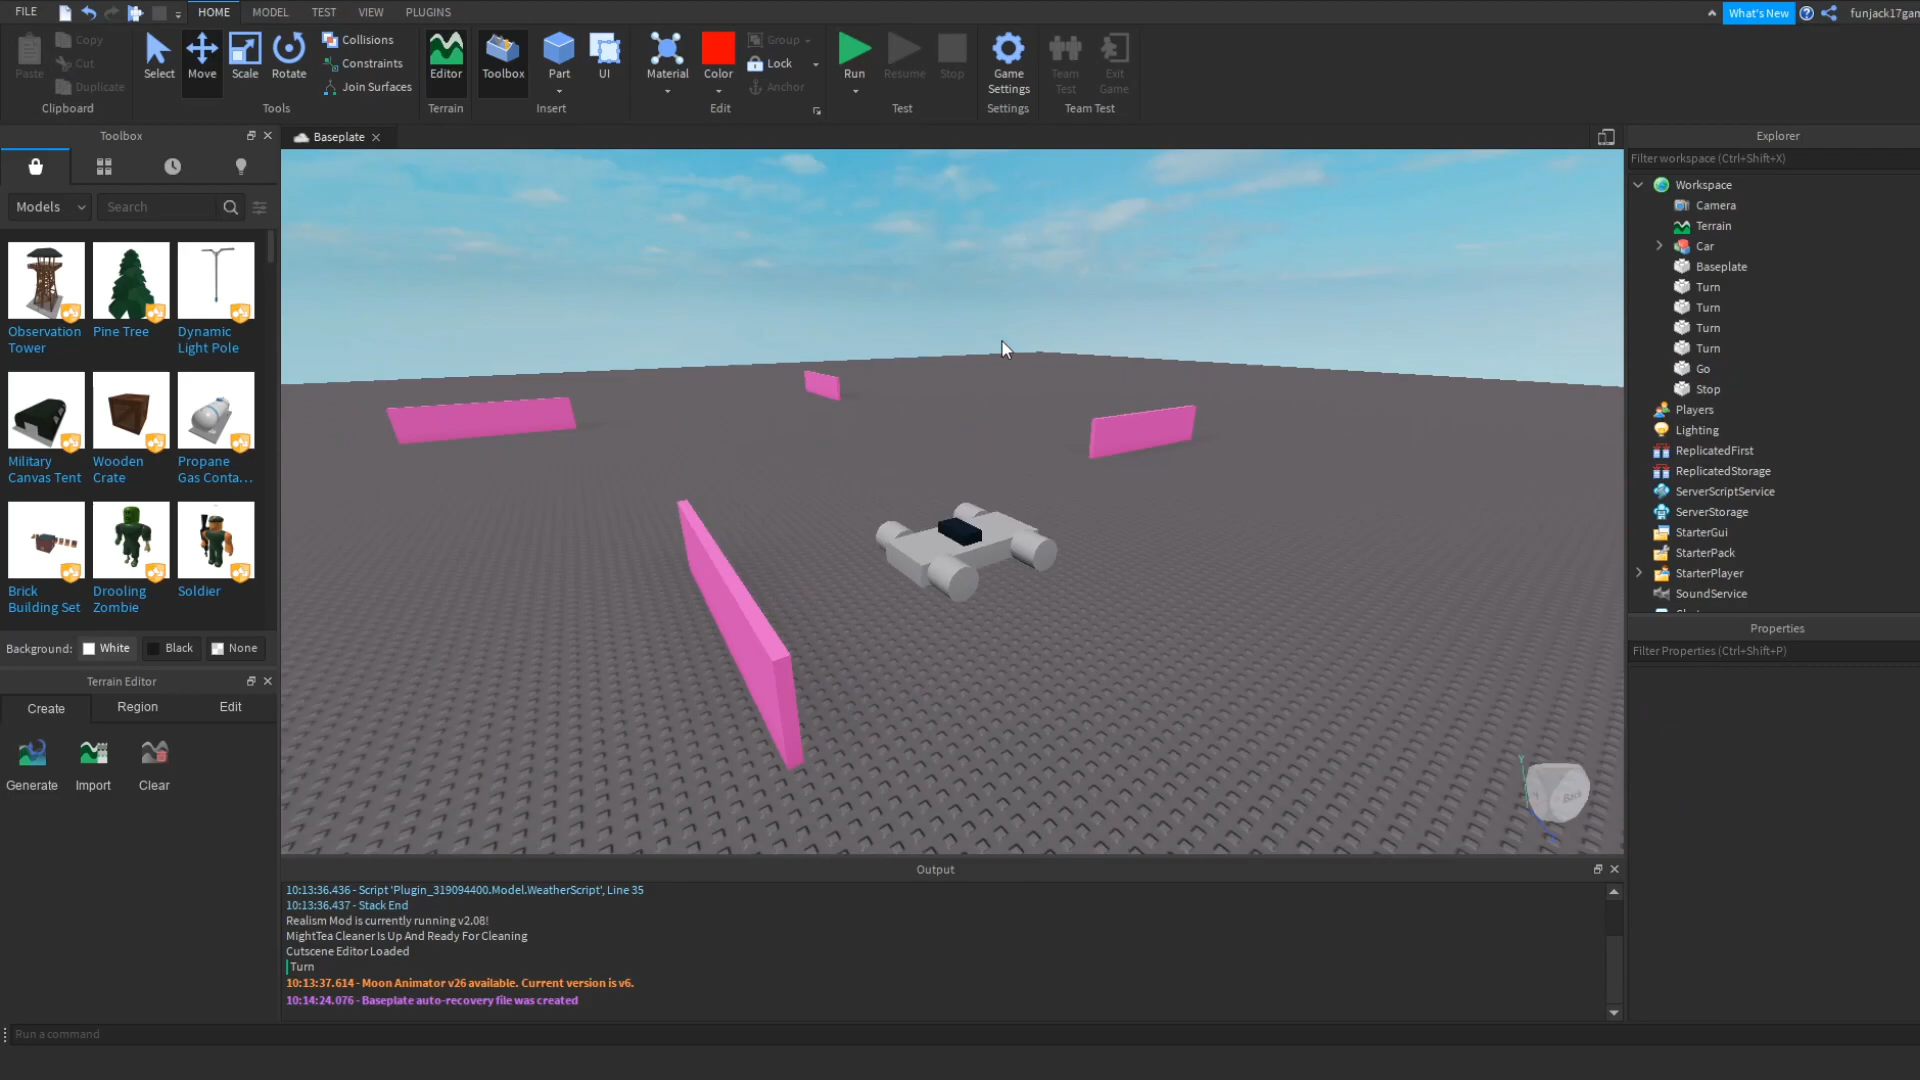 FILE
HOME
MODEL
TEST
VIEW
PLUGINS
What's New
funjack17gam
Paste
Copy
Cut
Duplicate
Clipboard
Select
Move
Scale
Rotate
Collisions
Constraints
Join Surfaces
Tools
Editor
Terrain
Toolbox
Part
UI
Insert
Material
Color
Group
Lock
Anchor
Edit
Run
Resume
Stop
Test
Game
Settings
Settings
Team
Test
Exit
Game
Team Test
Toolbox
Models
Search
Observation
Tower
Pine Tree
Dynamic
Light Pole
Military
Canvas Tent
Wooden
Crate
Propane
Gas Conta...
Brick
Building Set
Drooling
Zombie
Soldier
Background:
White
Black
None
Terrain Editor
Create
Region
Edit
Generate
Import
Clear
Baseplate
Back
Y
Output
10:13:36.436 - Script 'Plugin_319094400.Model.WeatherScript', Line 35
10:13:36.437 - Stack End
Realism Mod is currently running v2.08!
MightTea Cleaner Is Up And Ready For Cleaning
Cutscene Editor Loaded
Turn
10:13:37.614 - Moon Animator v26 available. Current version is v6.
10:14:24.076 - Baseplate auto-recovery file was created
Run a command
Explorer
Filter workspace (Ctrl+Shift+X)
Workspace
Camera
Terrain
Car
Baseplate
Turn
Turn
Turn
Turn
Go
Stop
Players
Lighting
ReplicatedFirst
ReplicatedStorage
ServerScriptService
ServerStorage
StarterGui
StarterPack
StarterPlayer
SoundService
Properties
Filter Properties (Ctrl+Shift+P)